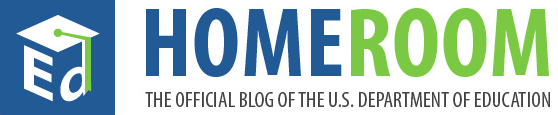 Ed
HOMEROOM
THE OFFICIAL BLOG OF THE U.S. DEPARTMENT OF EDUCATION